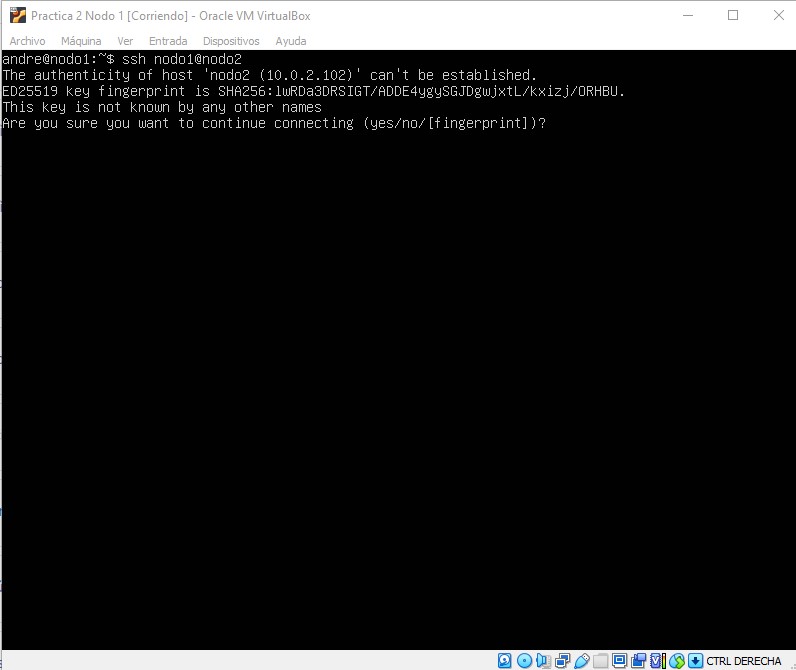 Practica 2 Nodo 1 [Corriendo] - Oracle VM VirtualBox
Archivo Máquina Ver Entrada Dispositivos Ayuda
andre@nodo1:~$ ssh nodo1@nodo2
The authenticity of host 'nodo2 (10.0.2.102)' can't be established.
ED25519 key fingerprint is SHA256:lwRDa3DRSIGT/ADDE4ygySGJDgwjxtL/kxizj/ORHBU.
This key is not known by any other names
Are you sure you want to continue connecting (yes/no/[fingerprint])?
CTRL DERECHA